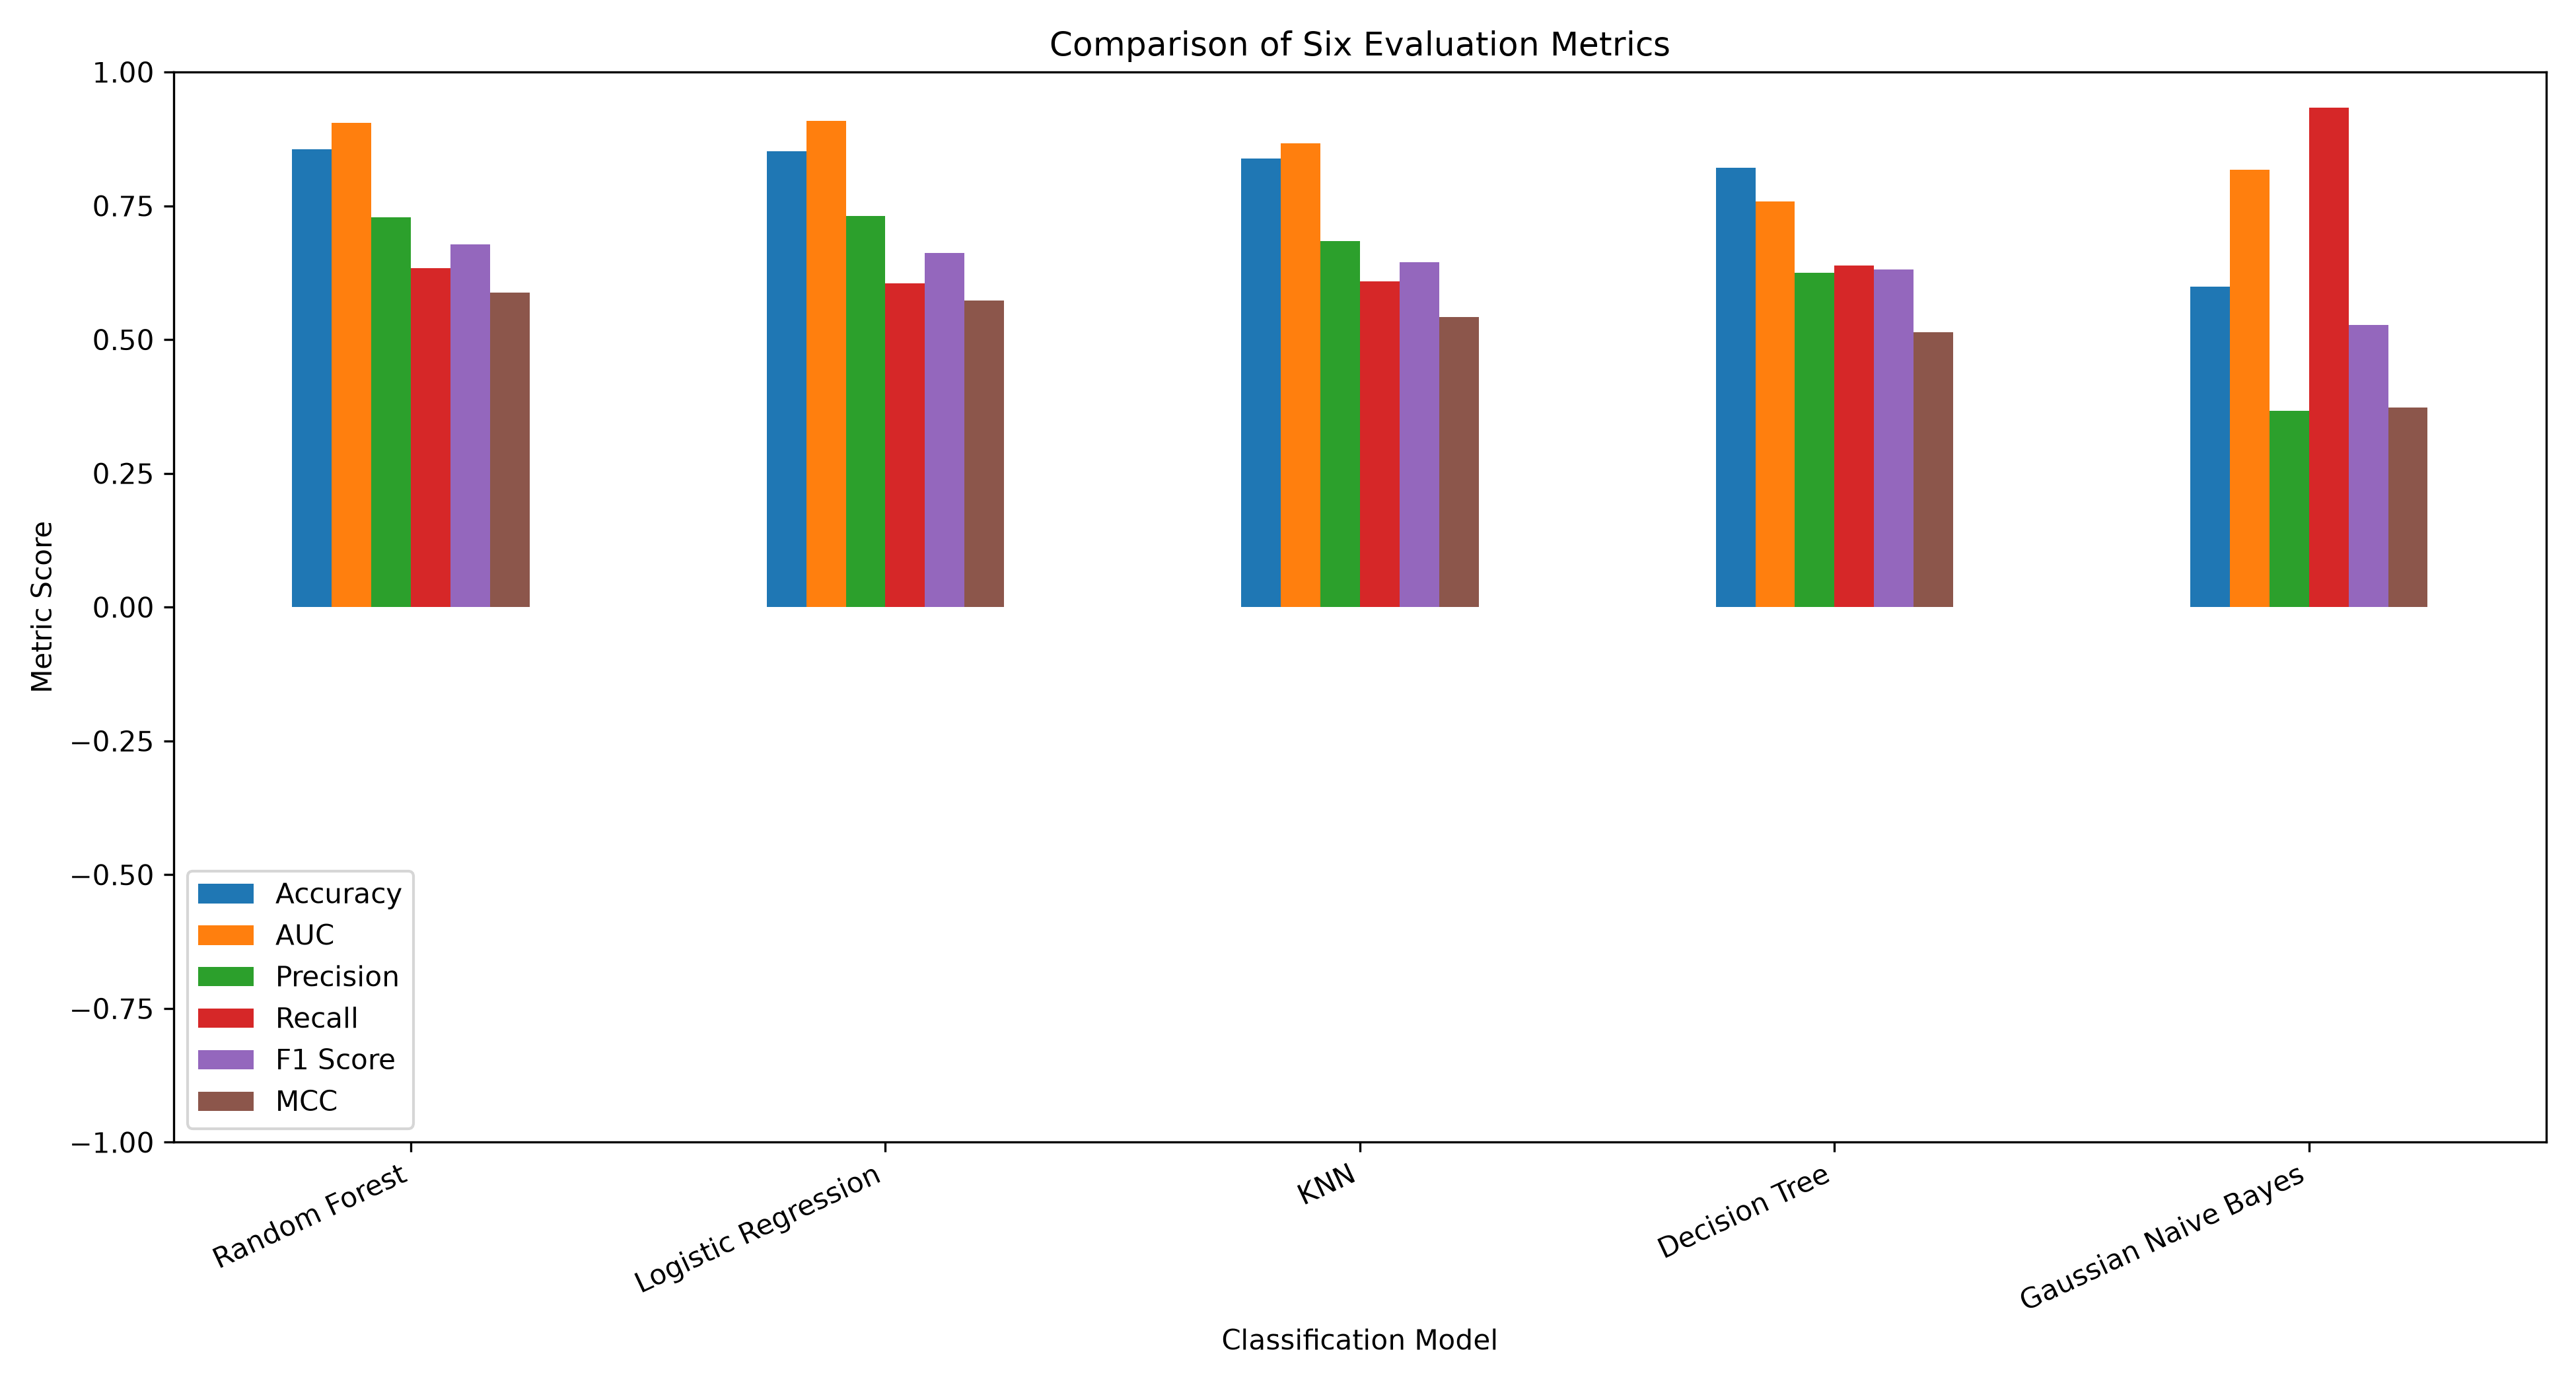 Comparison of Six Evaluation Metrics
1.00
0.75
0.50
0.25
0.00
−0.25
−0.50
−0.75
−1.00
Metric Score
Accuracy
AUC
Precision
Recall
F1 Score
MCC
Random Forest
Logistic Regression
KNN
Decision Tree
Gaussian Naive Bayes
Classification Model